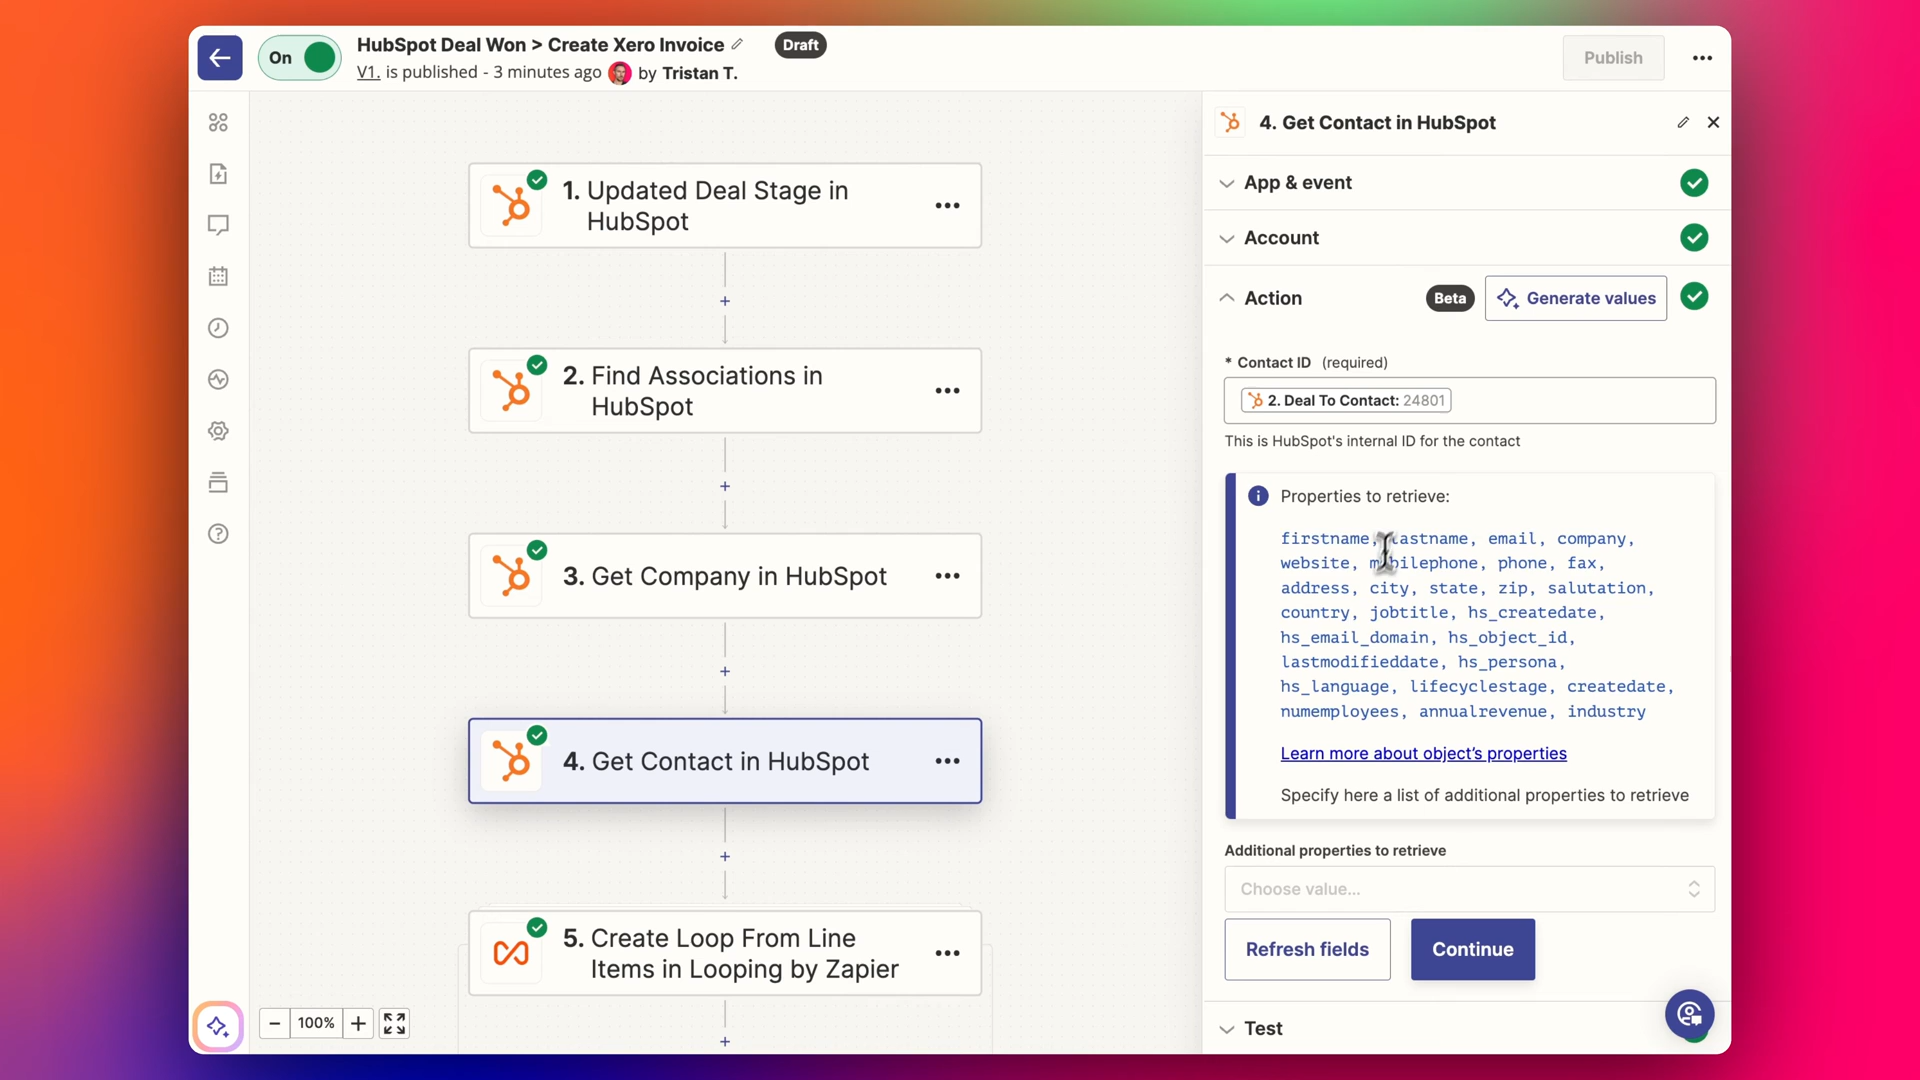 On
HubSpot Deal Won > Create Xero Invoice
Draft
V1. is published - 3 minutes ago by Tristan T.
Publish
1. Updated Deal Stage in
HubSpot
2. Find Associations in
HubSpot
3. Get Company in HubSpot
4. Get Contact in HubSpot
5. Create Loop From Line
Items in Looping by Zapier
100%
4. Get Contact in HubSpot
App & event
Account
Action
Beta
Generate values
* Contact ID (required)
2. Deal To Contact: 24801
This is HubSpot's internal ID for the contact
Properties to retrieve:
firstname, lastname, email, company,
website, mobilephone, phone, fax,
address, city, state, zip, salutation,
country, jobtitle, hs_createdate,
hs_email_domain, hs_object_id,
lastmodifieddate, hs_persona,
hs_language, lifecyclestage, createdate,
numemployees, annualrevenue, industry
Learn more about object's properties
Specify here a list of additional properties to retrieve
Additional properties to retrieve
Choose value...
Refresh fields
Continue
Test